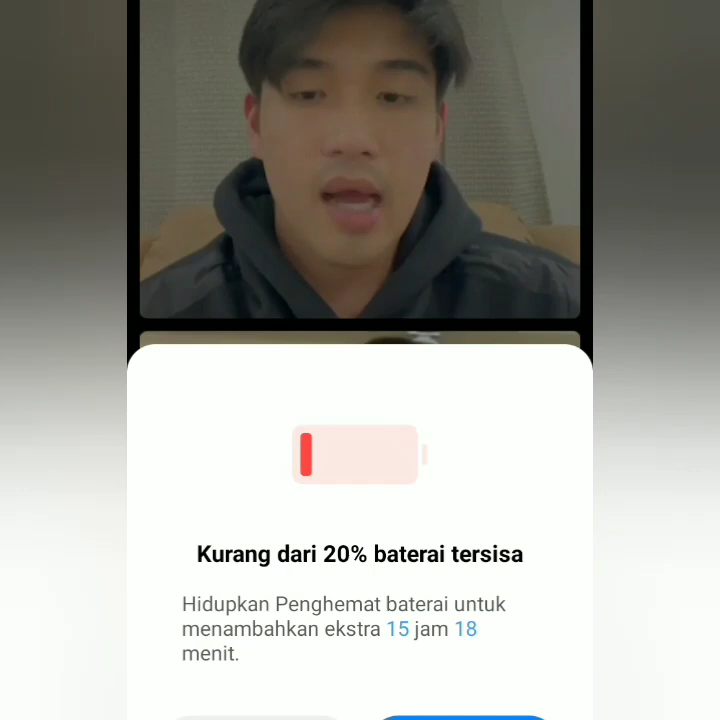 Kurang dari 20% baterai tersisa
Hidupkan Penghemat baterai untuk
menambahkan ekstra 15 jam 18
menit.